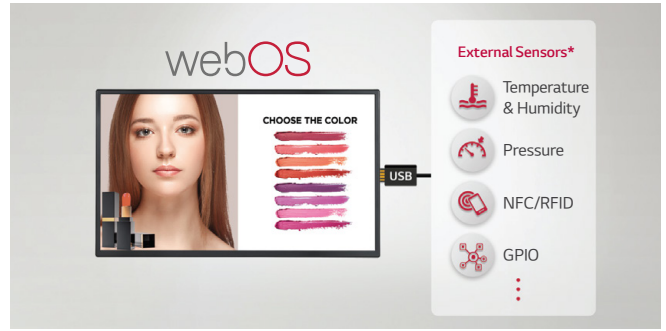 webOS
CHOOSE THE COLOR
USB
External Sensors*
Temperature
& Humidity
Pressure
NFC/RFID
GPIO